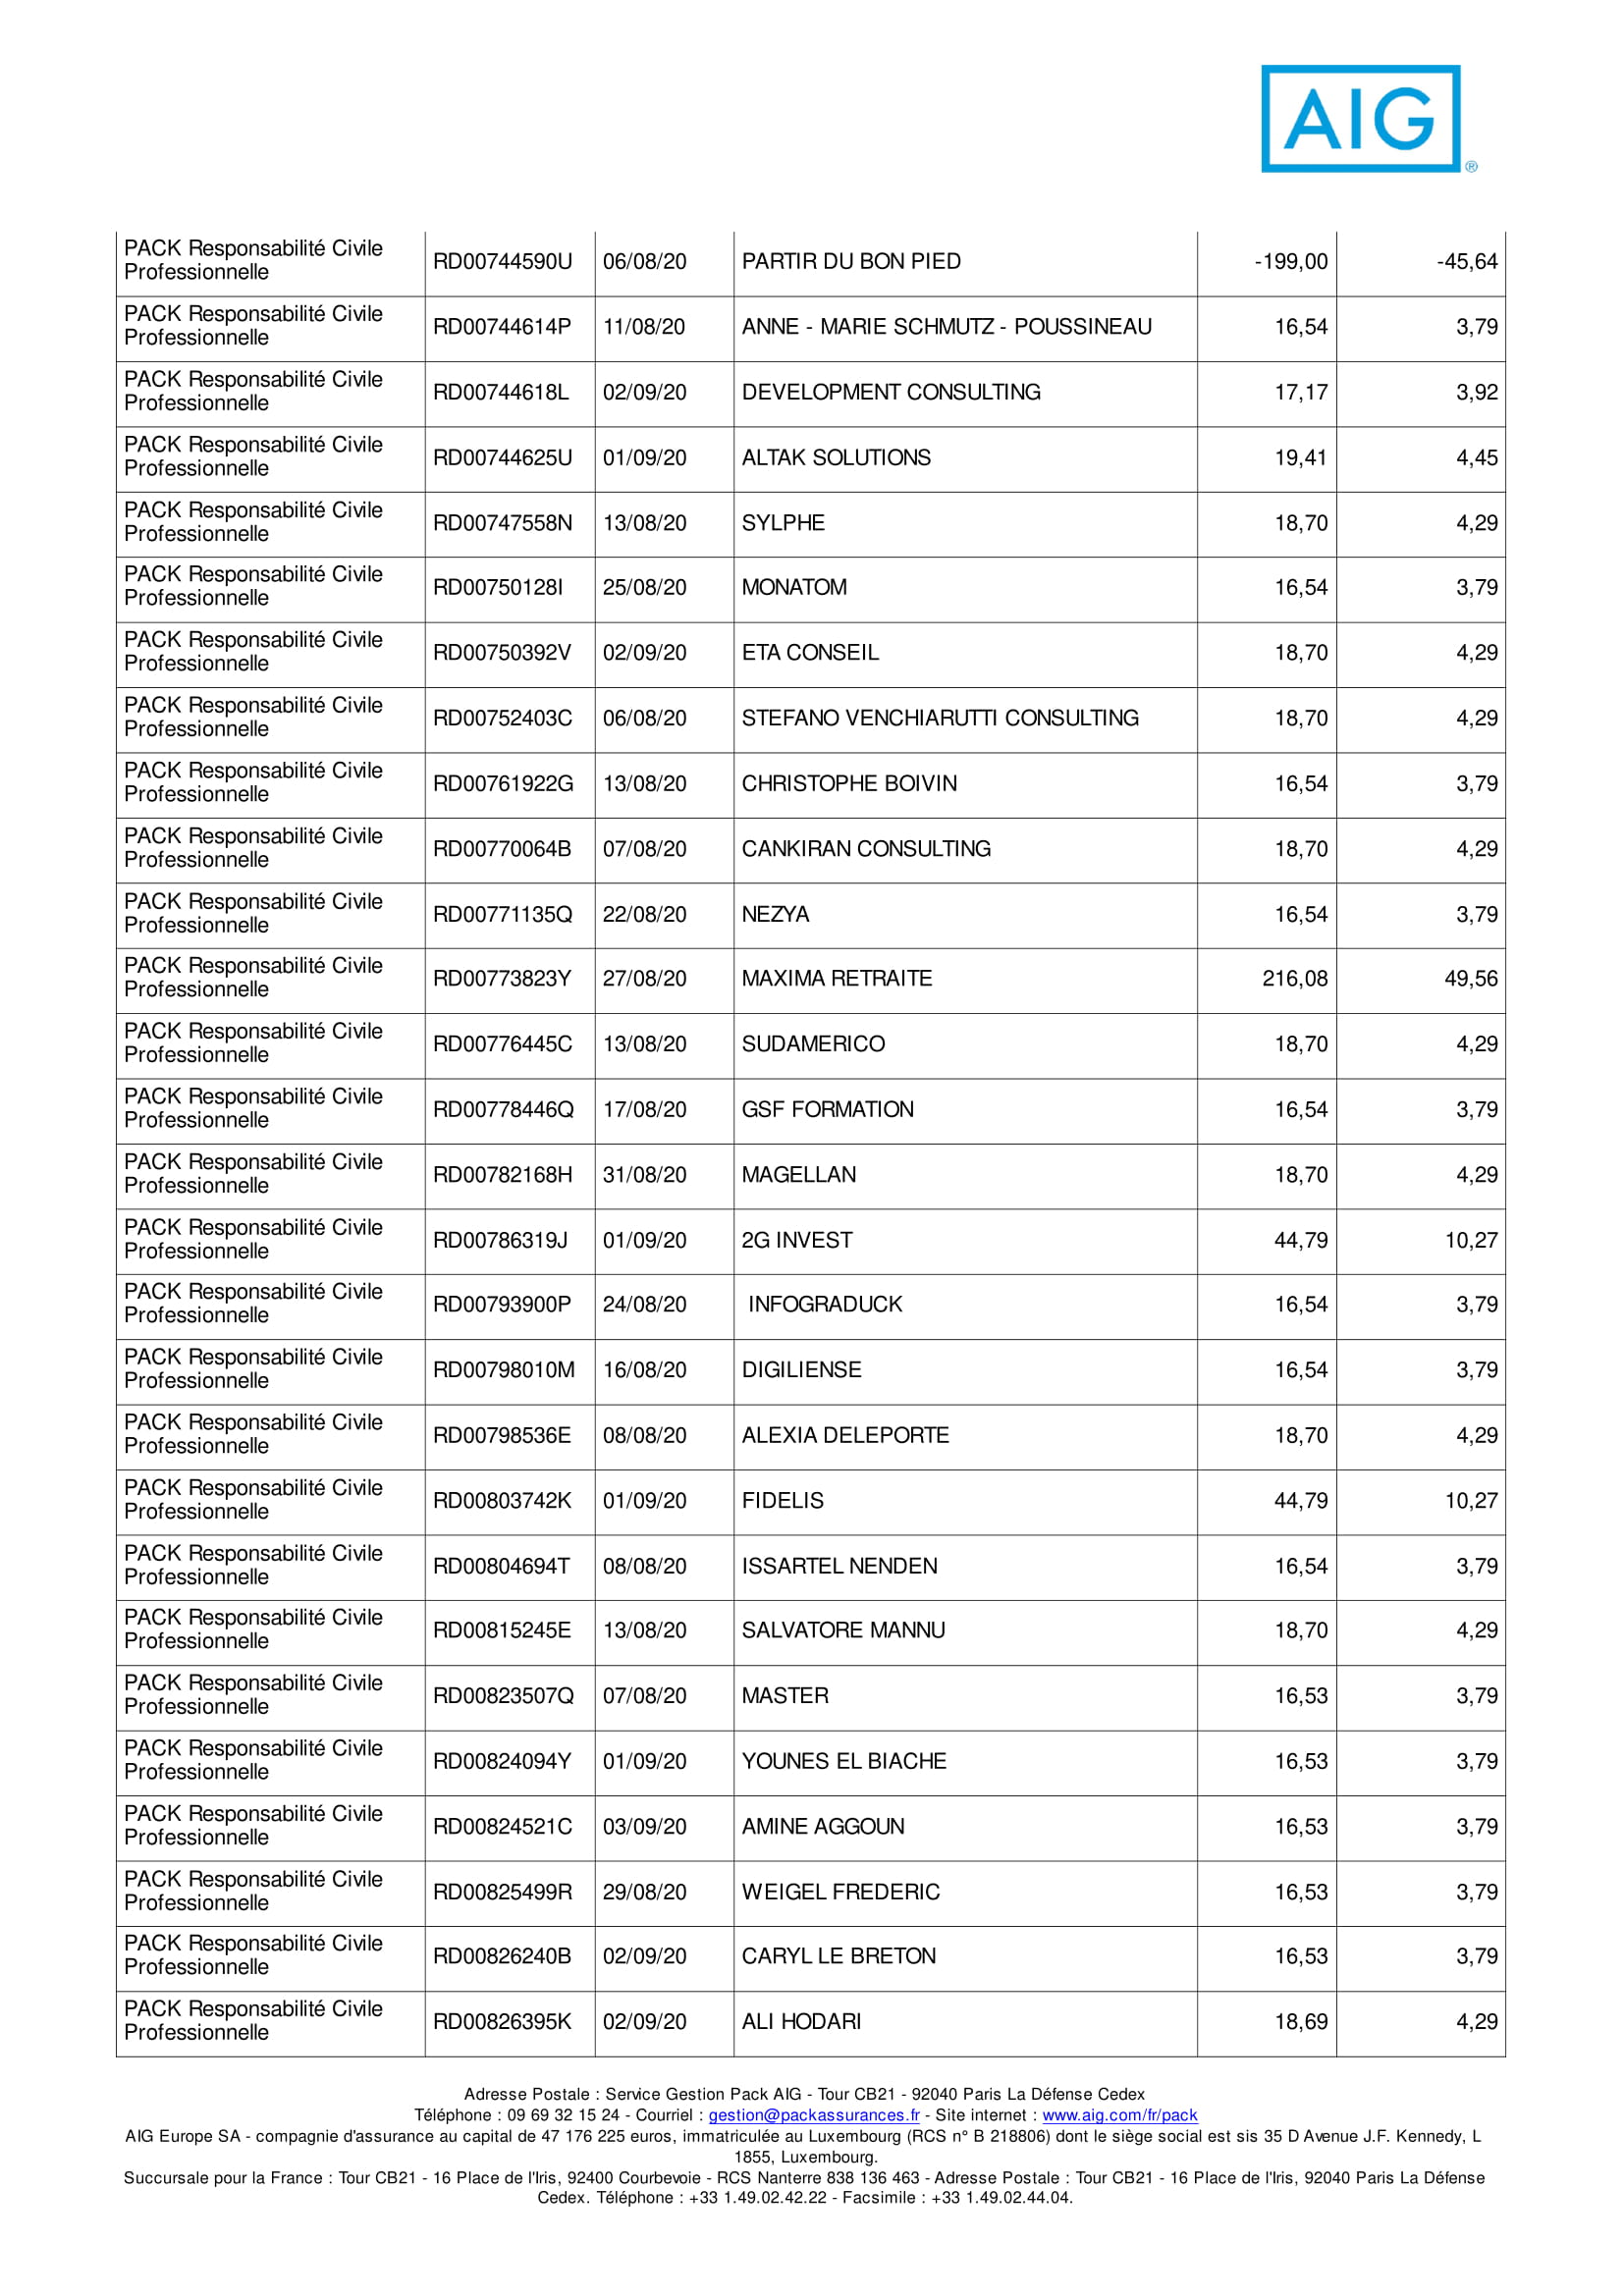 AIG
®
PACK Responsabilité Civile
Professionnelle
RD00744590U 06/08/20 PARTIR DU BON PIED -199,00 -45,64
PACK Responsabilité Civile
Professionnelle
RD00744614P 11/08/20 ANNE - MARIE SCHMUTZ - POUSSINEAU 16,54 3,79
PACK Responsabilité Civile
Professionnelle
RD00744618L 02/09/20 DEVELOPMENT CONSULTING 17,17 3,92
PACK Responsabilité Civile
Professionnelle
RD00744625U 01/09/20 ALTAK SOLUTIONS 19,41 4,45
PACK Responsabilité Civile
Professionnelle
RD00747558N 13/08/20 SYLPHE 18,70 4,29
PACK Responsabilité Civile
Professionnelle
RD00750128I 25/08/20 MONATOM 16,54 3,79
PACK Responsabilité Civile
Professionnelle
RD00750392V 02/09/20 ETA CONSEIL 18,70 4,29
PACK Responsabilité Civile
Professionnelle
RD00752403C 06/08/20 STEFANO VENCHIARUTTI CONSULTING 18,70 4,29
PACK Responsabilité Civile
Professionnelle
RD00761922G 13/08/20 CHRISTOPHE BOIVIN 16,54 3,79
PACK Responsabilité Civile
Professionnelle
RD00770064B 07/08/20 CANKIRAN CONSULTING 18,70 4,29
PACK Responsabilité Civile
Professionnelle
RD00771135Q 22/08/20 NEZYA 16,54 3,79
PACK Responsabilité Civile
Professionnelle
RD00773823Y 27/08/20 MAXIMA RETRAITE 216,08 49,56
PACK Responsabilité Civile
Professionnelle
RD00776445C 13/08/20 SUDAMERICO 18,70 4,29
PACK Responsabilité Civile
Professionnelle
RD00778446Q 17/08/20 GSF FORMATION 16,54 3,79
PACK Responsabilité Civile
Professionnelle
RD00782168H 31/08/20 MAGELLAN 18,70 4,29
PACK Responsabilité Civile
Professionnelle
RD00786319J 01/09/20 2G INVEST 44,79 10,27
PACK Responsabilité Civile
Professionnelle
RD00793900P 24/08/20 INFOGRADUCK 16,54 3,79
PACK Responsabilité Civile
Professionnelle
RD00798010M 16/08/20 DIGILIENSE 16,54 3,79
PACK Responsabilité Civile
Professionnelle
RD00798536E 08/08/20 ALEXIA DELEPORTE 18,70 4,29
PACK Responsabilité Civile
Professionnelle
RD00803742K 01/09/20 FIDELIS 44,79 10,27
PACK Responsabilité Civile
Professionnelle
RD00804694T 08/08/20 ISSARTEL NENDEN 16,54 3,79
PACK Responsabilité Civile
Professionnelle
RD00815245E 13/08/20 SALVATORE MANNU 18,70 4,29
PACK Responsabilité Civile
Professionnelle
RD00823507Q 07/08/20 MASTER 16,53 3,79
PACK Responsabilité Civile
Professionnelle
RD00824094Y 01/09/20 YOUNES EL BIACHE 16,53 3,79
PACK Responsabilité Civile
Professionnelle
RD00824521C 03/09/20 AMINE AGGOUN 16,53 3,79
PACK Responsabilité Civile
Professionnelle
RD00825499R 29/08/20 WEIGEL FREDERIC 16,53 3,79
PACK Responsabilité Civile
Professionnelle
RD00826240B 02/09/20 CARYL LE BRETON 16,53 3,79
PACK Responsabilité Civile
Professionnelle
RD00826395K 02/09/20 ALI HODARI 18,69 4,29
Adresse Postale : Service Gestion Pack AIG - Tour CB21 - 92040 Paris La Défense Cedex
Téléphone : 09 69 32 15 24 - Courriel : gestion@packassurances.fr - Site internet : www.aig.com/fr/pack
AIG Europe SA - compagnie d'assurance au capital de 47 176 225 euros, immatriculée au Luxembourg (RCS n° B 218806) dont le siège social est sis 35 D Avenue J.F. Kennedy, L
1855, Luxembourg.
Succursale pour la France : Tour CB21 - 16 Place de l'Iris, 92400 Courbevoie - RCS Nanterre 838 136 463 - Adresse Postale : Tour CB21 - 16 Place de l'Iris, 92040 Paris La Défense
Cedex. Téléphone : +33 1.49.02.42.22 - Facsimile : +33 1.49.02.44.04.